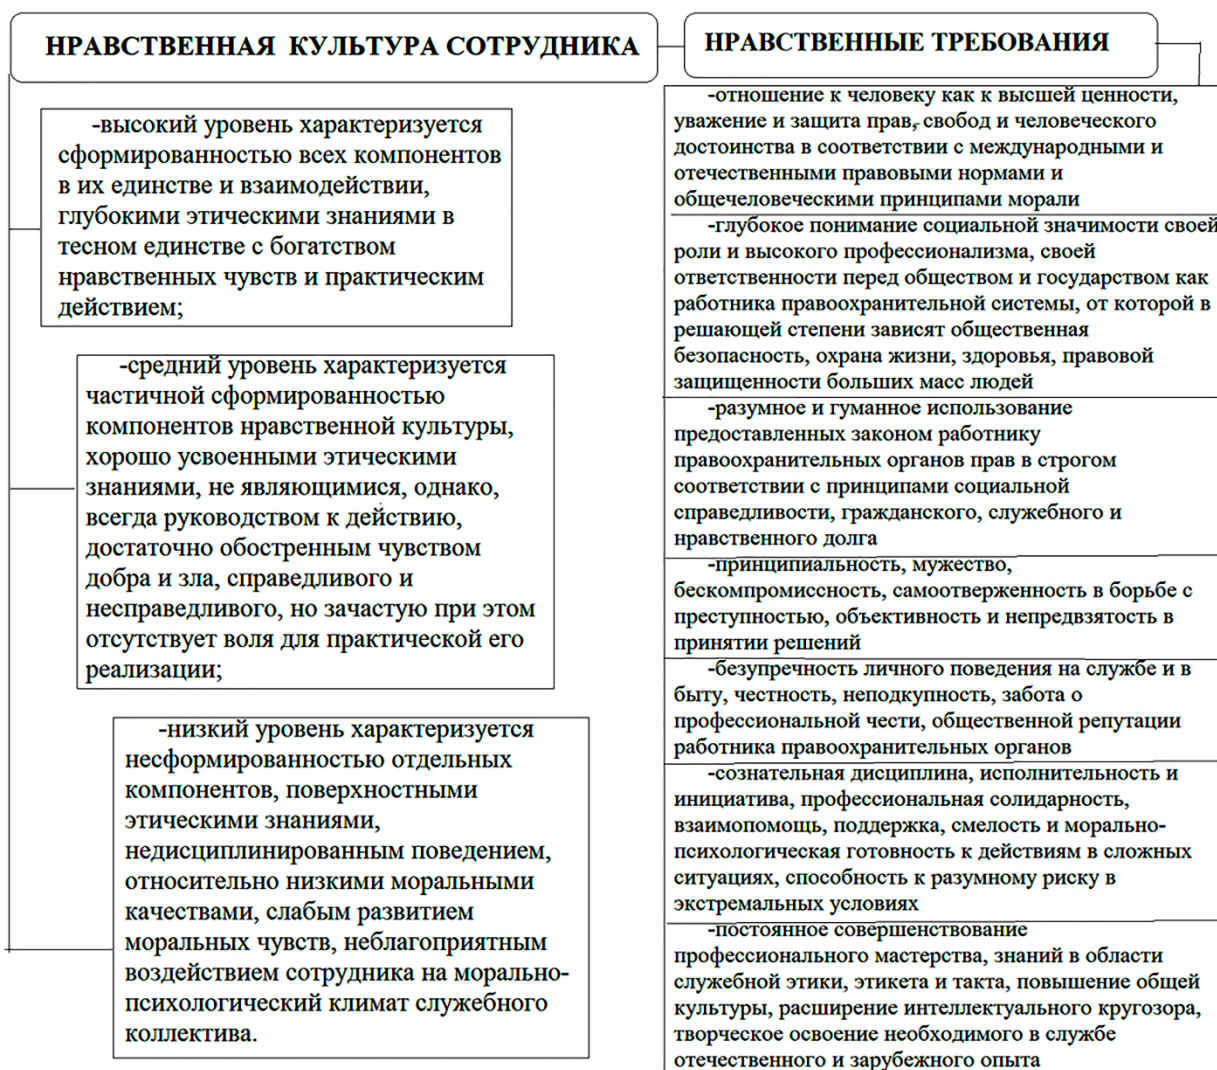 НРАВСТВЕННАЯ КУЛЬТУРА СОТРУДНИКА
-высокий уровень характеризуется
сформированностью всех компонентов
в их единстве и взаимодействии,
глубокими этическими знаниями в
тесном единстве с богатством
нравственных чувств и практическим
действием;
-средний уровень характеризуется
частичной сформированностью
компонентов нравственной культуры,
хорошо усвоенными этическими
знаниями, не являющимися, однако,
всегда руководством к действию,
достаточно обостренным чувством
добра и зла, справедливого и
несправедливого, но зачастую при этом
отсутствует воля для практической его
реализации;
-низкий уровень характеризуется
несформированностью отдельных
компонентов, поверхностными
этическими знаниями,
недисциплинированным поведением,
относительно низкими моральными
качествами, слабым развитием
моральных чувств, неблагоприятным
воздействием сотрудника на морально-
психологический климат служебного
коллектива.
НРАВСТВЕННЫЕ ТРЕБОВАНИЯ
-отношение к человеку как к высшей ценности,
уважение и защита прав, свобод и человеческого
достоинства в соответствии с международными и
отечественными правовыми нормами и
общечеловеческими принципами морали
-глубокое понимание социальной значимости своей
роли и высокого профессионализма, своей
ответственности перед обществом и государством как
работника правоохранительной системы, от которой в
решающей степени зависят общественная
безопасность, охрана жизни, здоровья, правовой
защищенности больших масс людей
-разумное и гуманное использование
предоставленных законом работнику
правоохранительных органов прав в строгом
соответствии с принципами социальной
справедливости, гражданского, служебного и
нравственного долга
-принципиальность, мужество,
бескомпромиссность, самоотверженность в борьбе с
преступностью, объективность и непредвзятость в
принятии решений
-безупречность личного поведения на службе и в
быту, честность, неподкупность, забота о
профессиональной чести, общественной репутации
работника правоохранительных органов
-сознательная дисциплина, исполнительность и
инициатива, профессиональная солидарность,
взаимопомощь, поддержка, смелость и морально-
психологическая готовность к действиям в сложных
ситуациях, способность к разумному риску в
экстремальных условиях
-постоянное совершенствование
профессионального мастерства, знаний в области
служебной этики, этикета и такта, повышение общей
культуры, расширение интеллектуального кругозора,
творческое освоение необходимого в службе
отечественного и зарубежного опыта